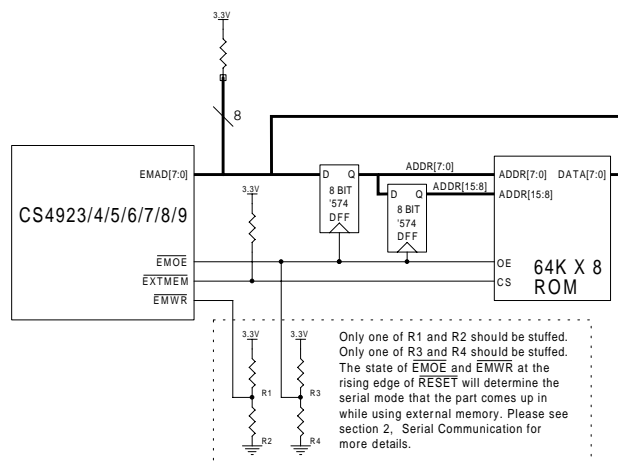 3.3V
8
EMAD[7:0]
CS4923/4/5/6/7/8/9
3.3V
D Q
8 BIT
'574
DFF
ADDR[7:0]
D Q
8 BIT
'574
DFF
ADDR[15:8]
ADDR[7:0] DATA[7:0]
ADDR[15:8]
EMOE
EXTMEM
EMWR
OE
CS
64K X 8
ROM
3.3V
3.3V
R1
R3
R2
R4
Only one of R1 and R2 should be stuffed.
Only one of R3 and R4 should be stuffed.
The state of EMOE and EMWR at the
rising edge of RESET will determine the
serial mode that the part comes up in
while using external memory. Please see
section 2, Serial Communication for
more details.